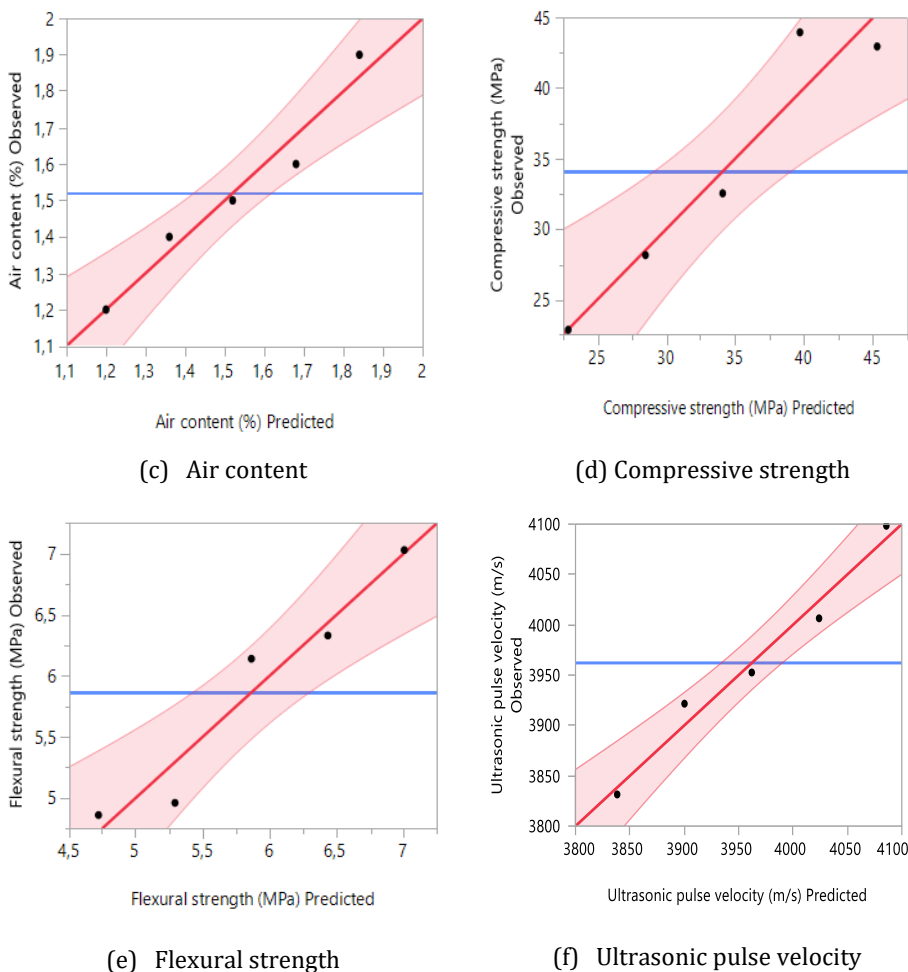 Air content (%) Observed
2
1,9
1,8
1,7
1,6
1,5
1,4
1,3
1,2
1,1
1,1 1,2 1,3 1,4 1,5 1,6 1,7 1,8 1,9 2
Air content (%) Predicted
(c) Air content
Compressive strength (MPa)
Observed
45
40
35
30
25
25 30 35 40 45
Compressive strength (MPa) Predicted
(d) Compressive strength
Flexural strength (MPa) Observed
7
6,5
6
5,5
5
4,5 5 5,5 6 6,5 7
Flexural strength (MPa) Predicted
(e) Flexural strength
Ultrasonic pulse velocity (m/s)
Observed
4100
4050
4000
3950
3900
3850
3800
3800 3850 3900 3950 4000 4050 4100
Ultrasonic pulse velocity (m/s) Predicted
(f) Ultrasonic pulse velocity